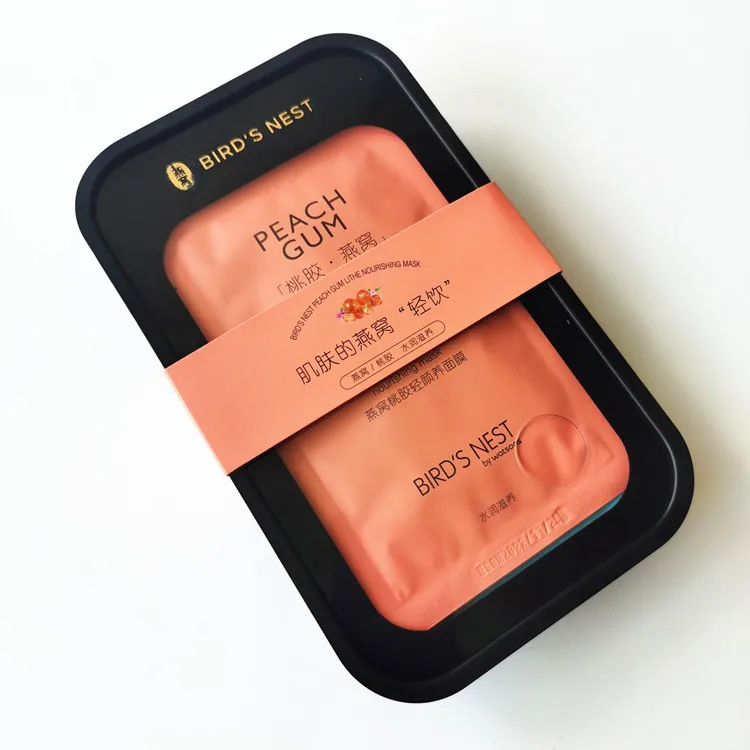 BIRD'S NEST
PEACH
GUM
「桃胶·燕窝」
BIRD'S NEST PEACH GUM LITHE NOURISHING MASK
肌肤的燕窝“轻饮”
燕窝/桃胶 水润滋养
nourishing mask
燕窝桃胶轻颜养面膜
BIRD'S NEST
by watsons
水润滋养